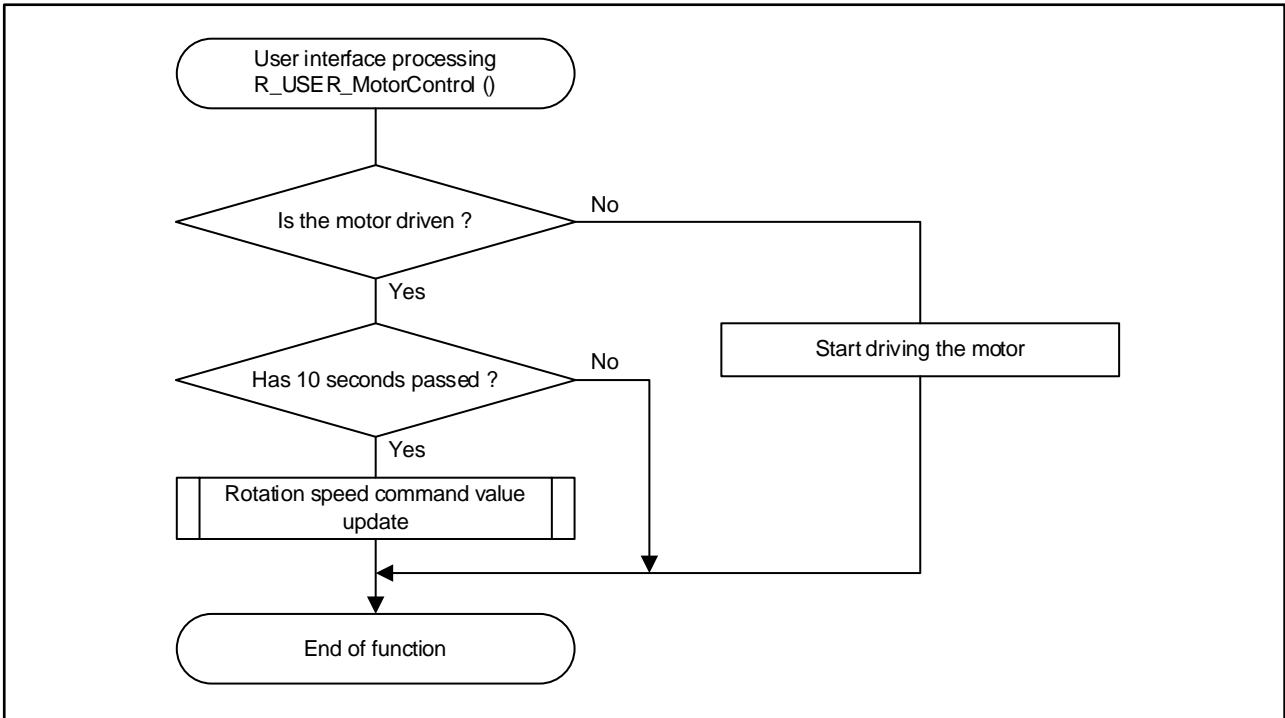 User interface processing
R_USER_MotorControl ()
Is the motor driven ?
No
Yes
Start driving the motor
Has 10 seconds passed ?
No
Yes
Rotation speed command value
update
End of function